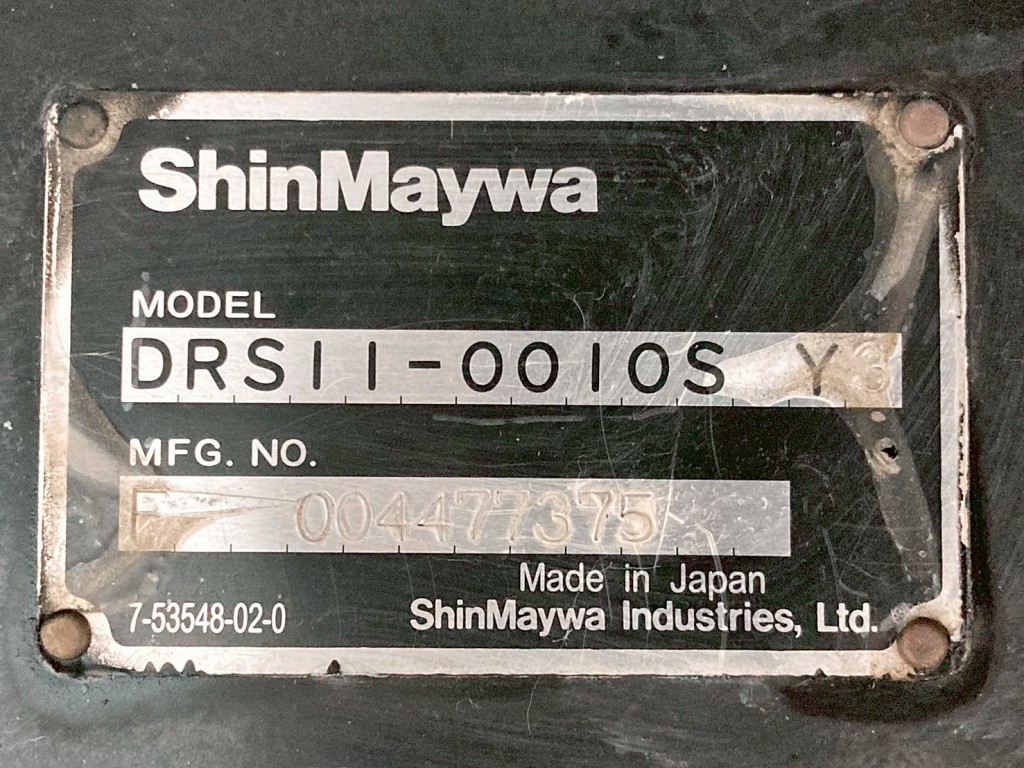 ShinMaywa
MODEL
DRS11-0010S Y3
MFG. NO.
F 004477375
Made in Japan
7-53548-02-0
ShinMaywa Industries, Ltd.